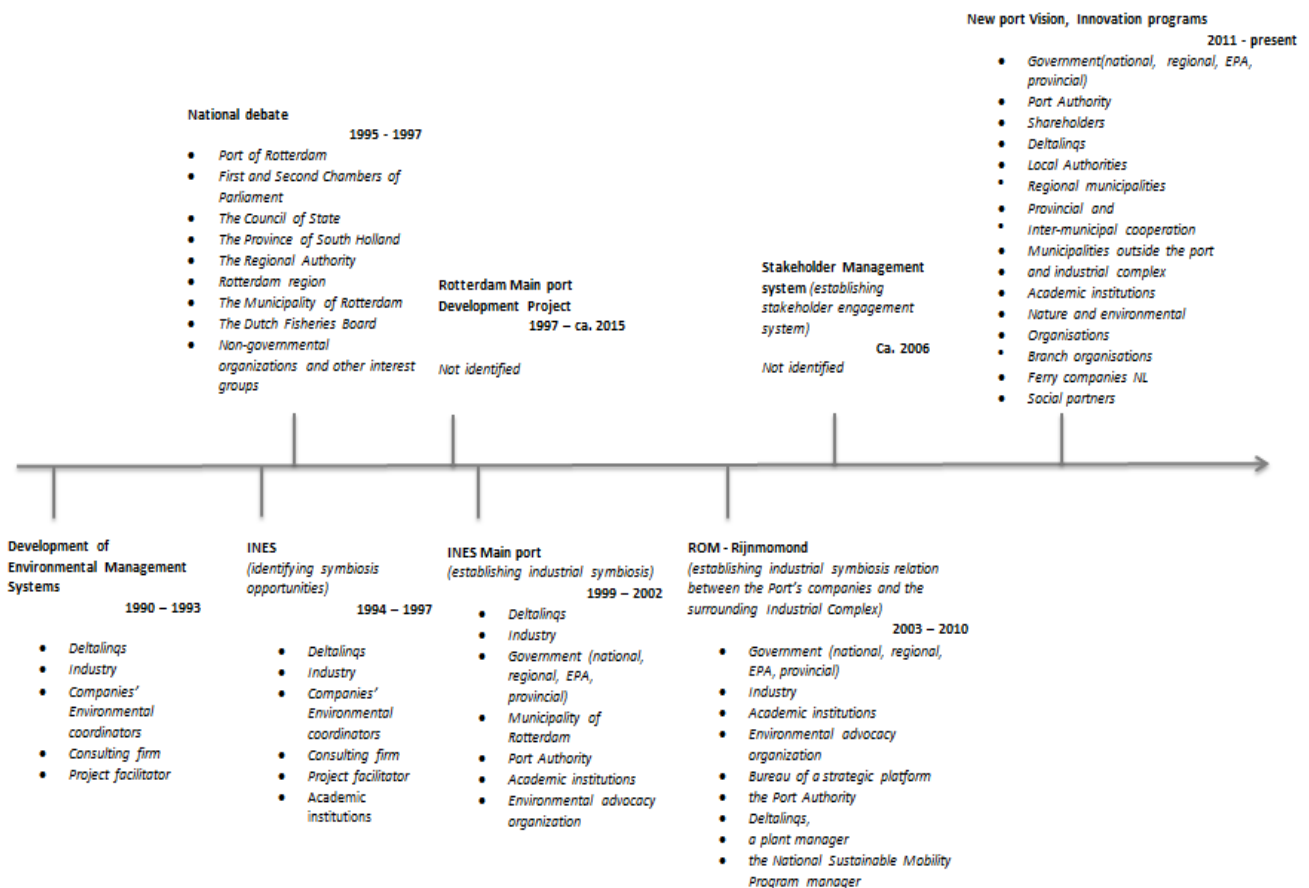 New port Vision, Innovation programs
2011 - present
• Government(national, regional, EPA,
provincial)
• Port Authority
• Shareholders
• Deltalinqs
• Local Authorities
• Regional municipalities
• Provincial and
• Inter-municipal cooperation
• Municipalities outside the port
• and industrial complex
• Academic institutions
• Nature and environmental
• Organisations
• Branch organisations
• Ferry companies NL
• Social partners
National debate
1995 - 1997
• Port of Rotterdam
• First and Second Chambers of
Parliament
• The Council of State
• The Province of South Holland
• The Regional Authority
• Rotterdam region
• The Municipality of Rotterdam
• The Dutch Fisheries Board
• Non-governmental
organizations and other interest
groups
Rotterdam Main port
Development Project
1997 – ca. 2015
Not identified
Stakeholder Management
system (establishing
stakeholder engagement
system)
Ca. 2006
Not identified
Development of
Environmental Management
Systems
1990 – 1993
• Deltalinqs
• Industry
• Companies’
Environmental
coordinators
• Consulting firm
• Project facilitator
INES
(identifying symbiosis
opportunities)
1994 – 1997
• Deltalinqs
• Industry
• Companies’
Environmental
coordinators
• Consulting firm
• Project facilitator
• Academic
institutions
INES Main port
(establishing industrial symbiosis)
1999 – 2002
• Deltalinqs
• Industry
• Government (national,
regional, EPA,
provincial)
• Municipality of
Rotterdam
• Port Authority
• Academic institutions
• Environmental advocacy
organization
ROM - Rijnmomond
(establishing industrial symbiosis relation
between the Port’s companies and the
surrounding Industrial Complex)
2003 – 2010
• Government (national, regional,
EPA, provincial)
• Industry
• Academic institutions
• Environmental advocacy
organization
• Bureau of a strategic platform
• the Port Authority
• Deltalinqs,
• a plant manager
• the National Sustainable Mobility
Program manager